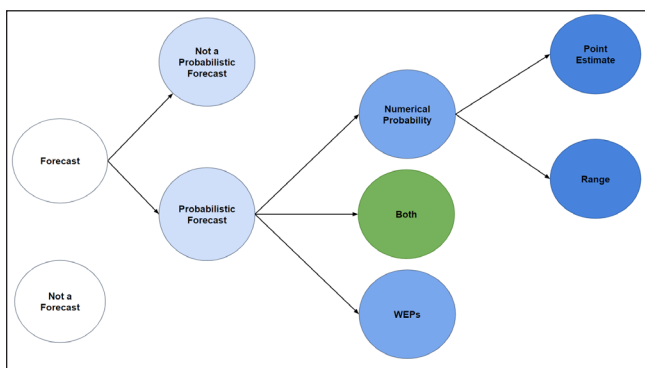 Point
Estimate
Not a
Probabilistic
Forecast
Numerical
Probability
Forecast
Range
Probabilistic
Forecast
Both
Not a
Forecast
WEPs